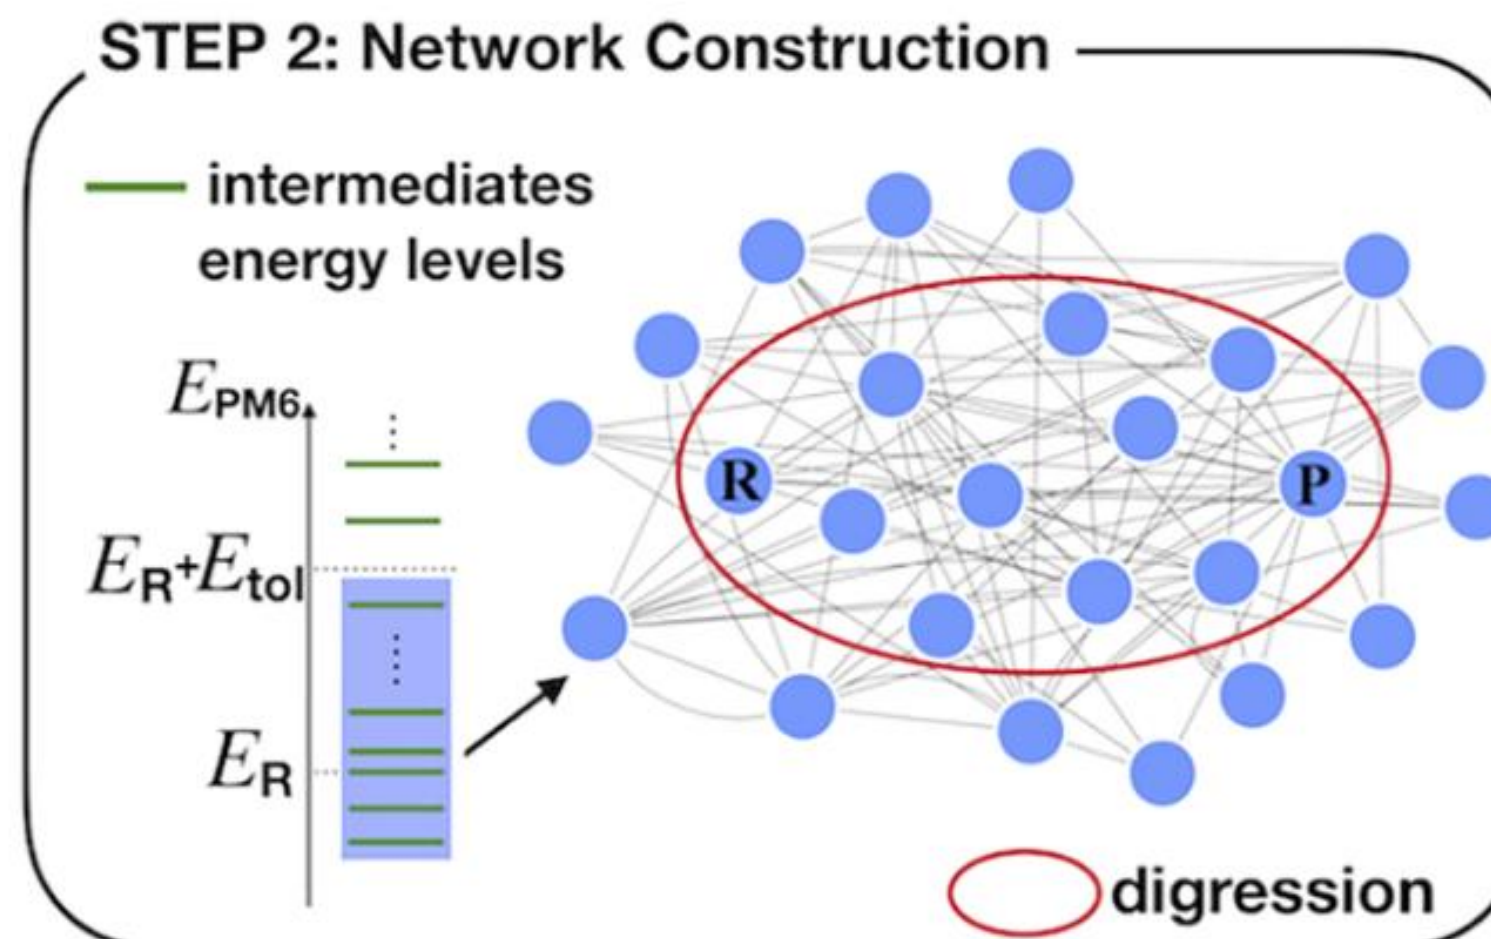 STEP 2: Network Construction
intermediates
energy levels
EPM6
ER+Etol
ER
R
P
digression